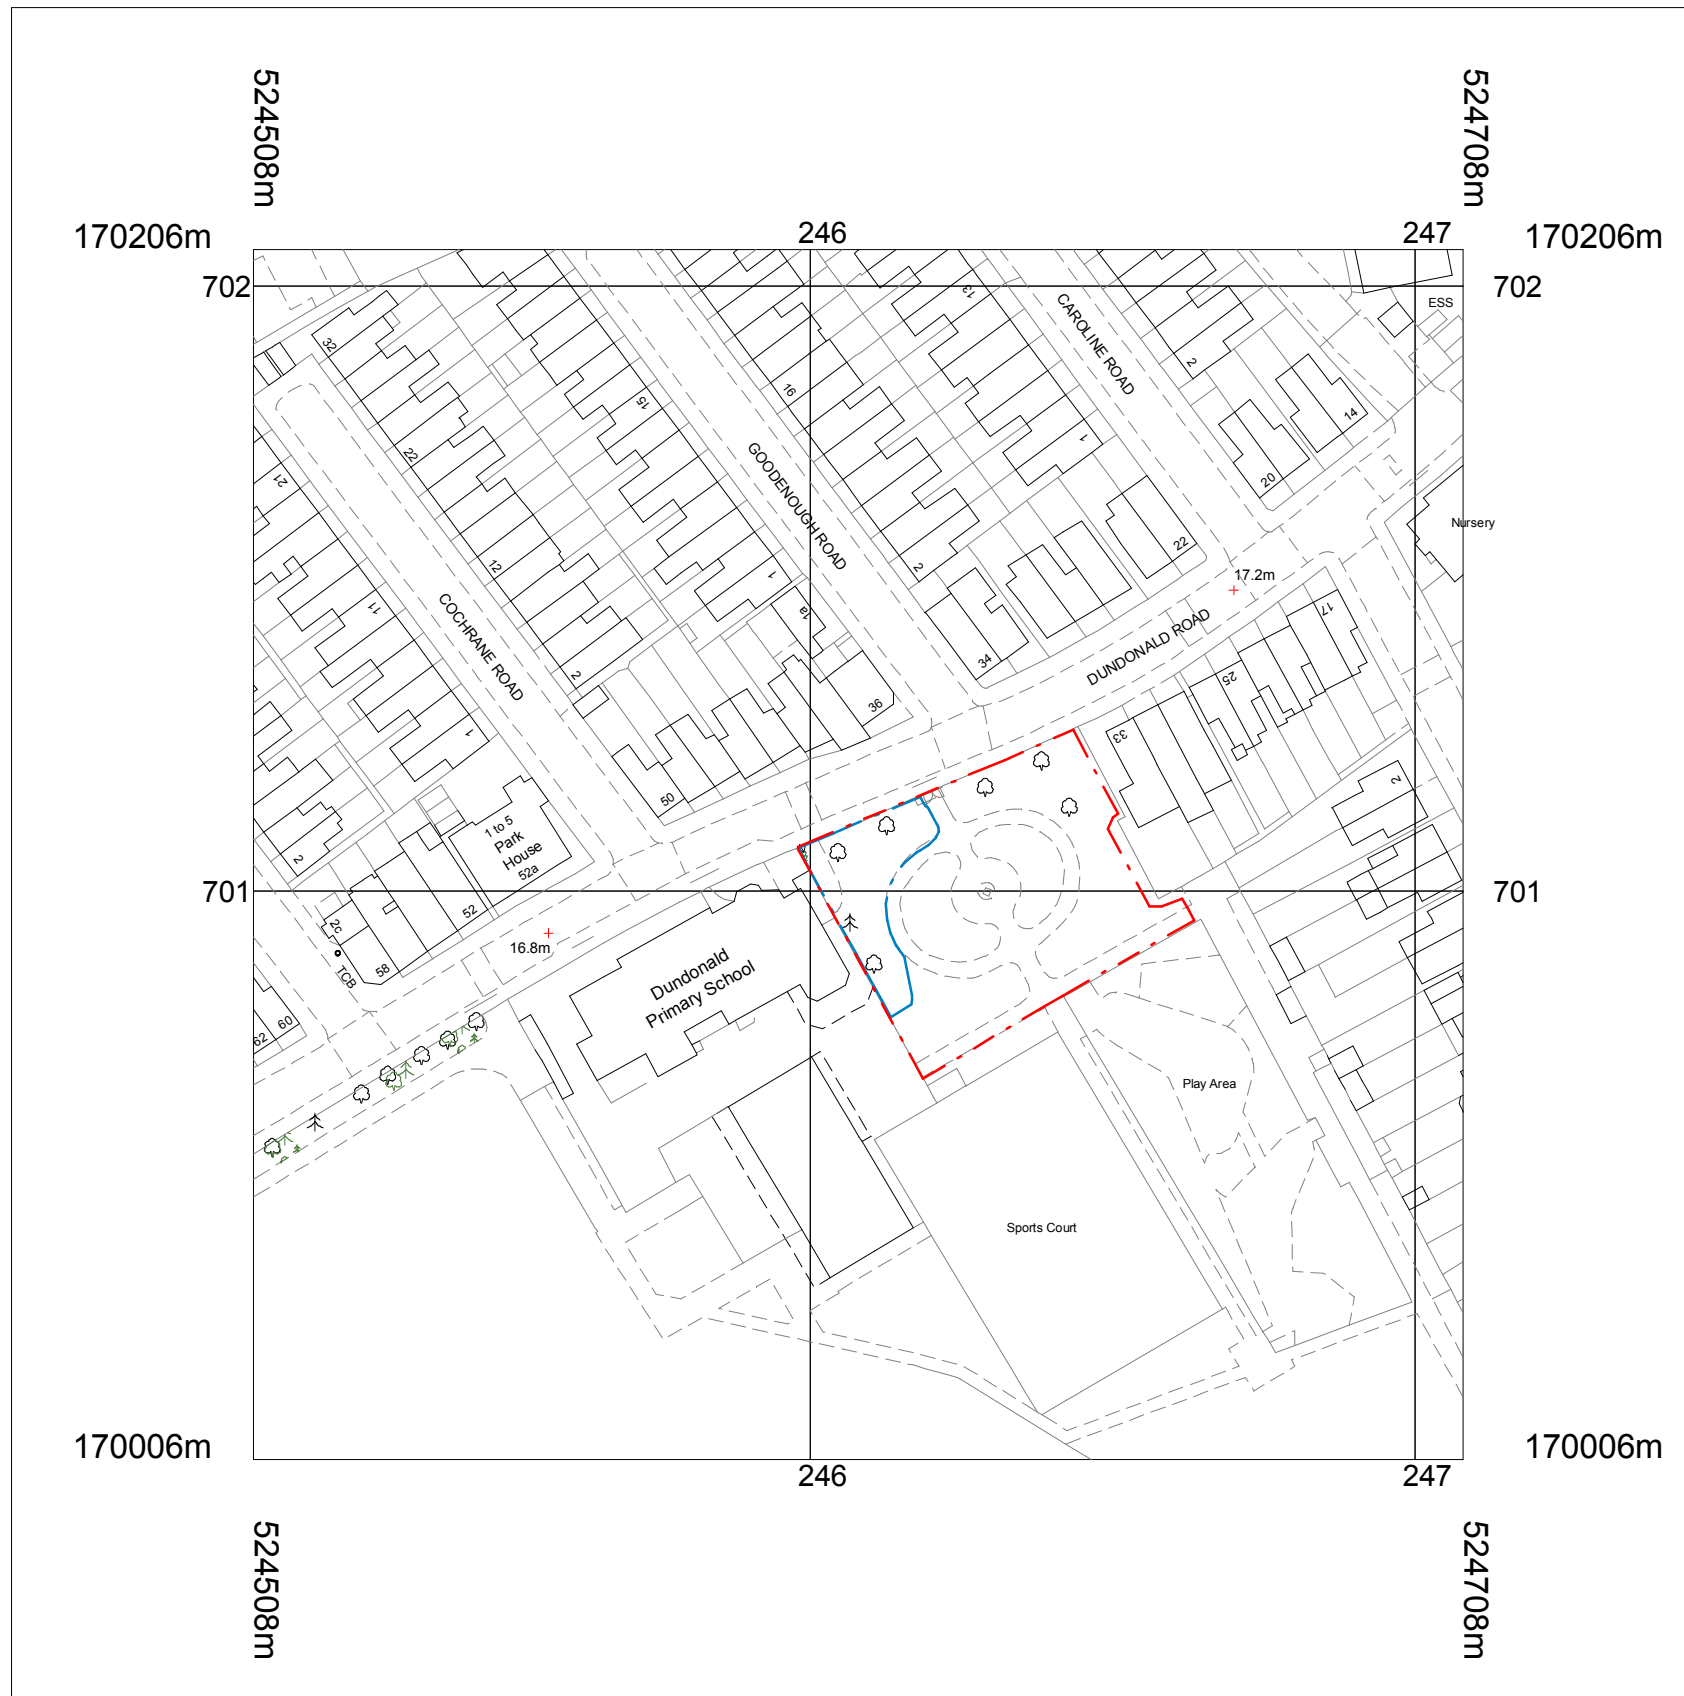 524508m
524708m
170206m
246
247
170206m
702
702
ESS
32
13
CAROLINE ROAD
2
16
15
14
1
22
21
GOODENOUGH ROAD
20
Nursery
22
12
2
1
17.2m
11
COCHRANE ROAD
1a
17
DUNDONALD ROAD
34
2
25
36
1
33
50
2
1 to 5
Park
House
52a
2
701
701
52
2c
16.8m
58
TCB
Dundonald
Primary School
60
62
Play Area
Sports Court
170006m
246
247
170006m
524508m
524708m